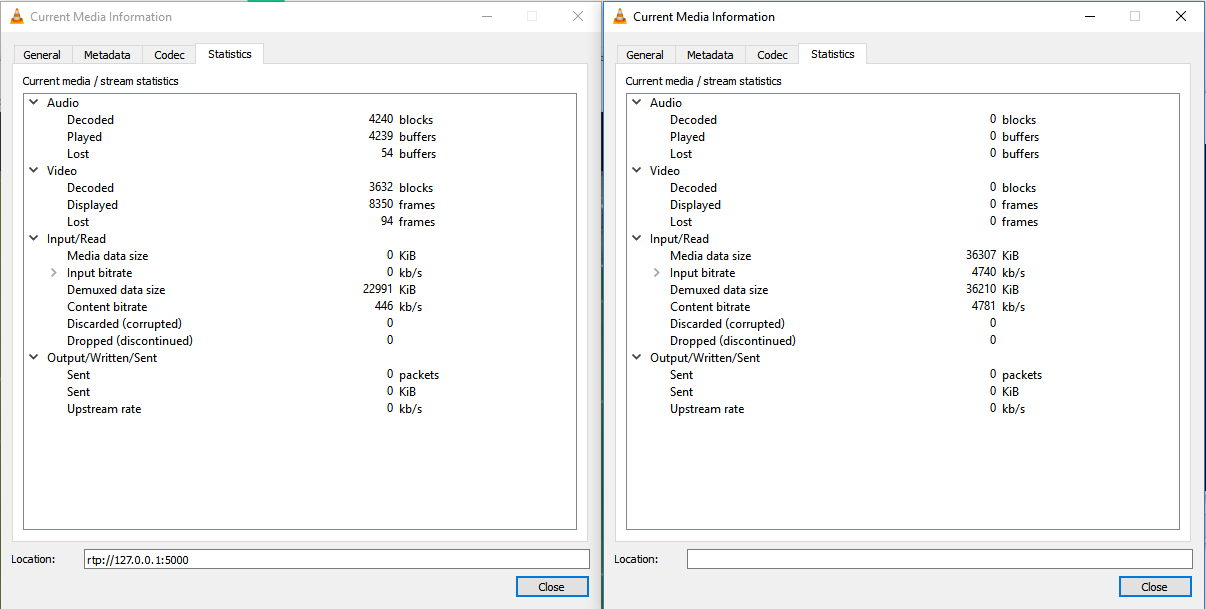 Current Media Information
General Metadata Codec Statistics
Current media / stream statistics
Audio
Decoded 4240 blocks
Played 4239 buffers
Lost 54 buffers
Video
Decoded 3632 blocks
Displayed 8350 frames
Lost 94 frames
Input/Read
Media data size 0 KiB
Input bitrate 0 kb/s
Demuxed data size 22991 KiB
Content bitrate 446 kb/s
Discarded (corrupted) 0
Dropped (discontinued) 0
Output/Written/Sent
Sent 0 packets
Sent 0 KiB
Upstream rate 0 kb/s
Location: rtp://127.0.0.1:5000
Close
Current Media Information
General Metadata Codec Statistics
Current media / stream statistics
Audio
Decoded 0 blocks
Played 0 buffers
Lost 0 buffers
Video
Decoded 0 blocks
Displayed 0 frames
Lost 0 frames
Input/Read
Media data size 36307 KiB
Input bitrate 4740 kb/s
Demuxed data size 36210 KiB
Content bitrate 4781 kb/s
Discarded (corrupted) 0
Dropped (discontinued) 0
Output/Written/Sent
Sent 0 packets
Sent 0 KiB
Upstream rate 0 kb/s
Location:
Close